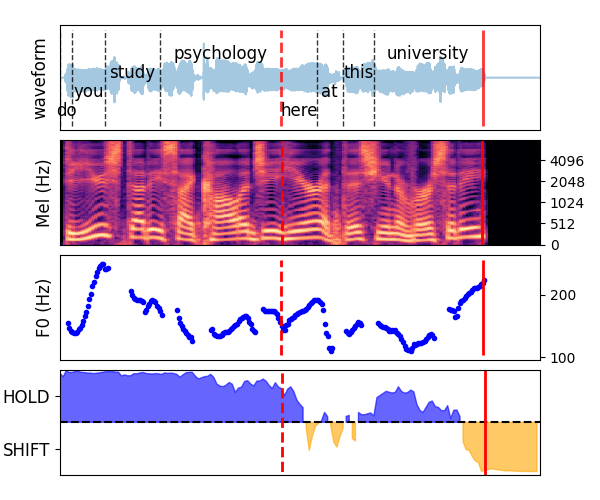 waveform
do
you
study
psychology
here
at
this
university
Mel (Hz)
4096
2048
1024
512
0
F0 (Hz)
200
100
HOLD
SHIFT